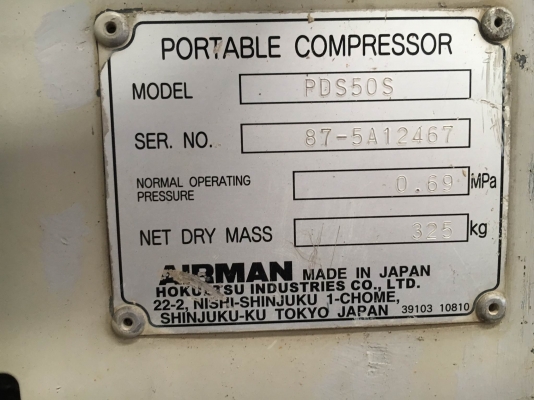 PORTABLE COMPRESSOR
MODEL PDS50S
SER. NO. 87-5A12467
NORMAL OPERATING
PRESSURE 0.69 MPa
NET DRY MASS 325 kg
AIRMAN MADE IN JAPAN
HOKUETSU INDUSTRIES CO., LTD.
22-2, NISHI-SHINJUKU 1-CHOME,
SHINJUKU-KU TOKYO JAPAN 39103 10810